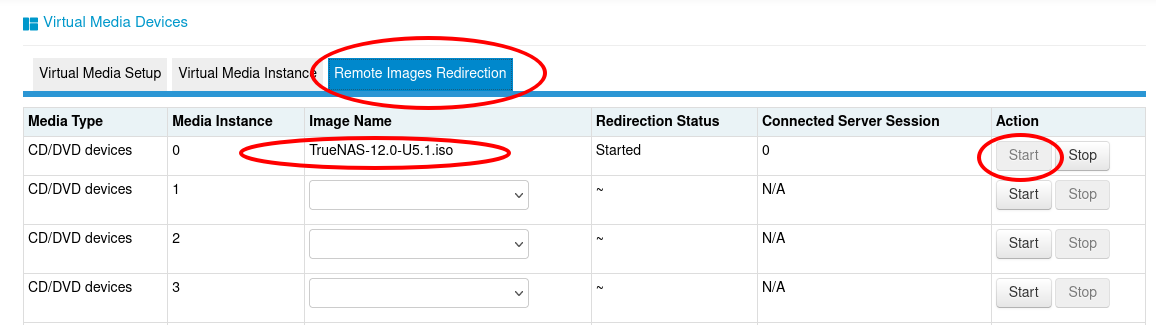 Virtual Media Devices
Virtual Media Setup Virtual Media Instance Remote Images Redirection
Media Type Media Instance Image Name Redirection Status Connected Server Session Action
CD/DVD devices 0 TrueNAS-12.0-U5.1.iso Started 0 Start Stop
CD/DVD devices 1 ~ N/A Start Stop
CD/DVD devices 2 ~ N/A Start Stop
CD/DVD devices 3 ~ N/A Start Stop